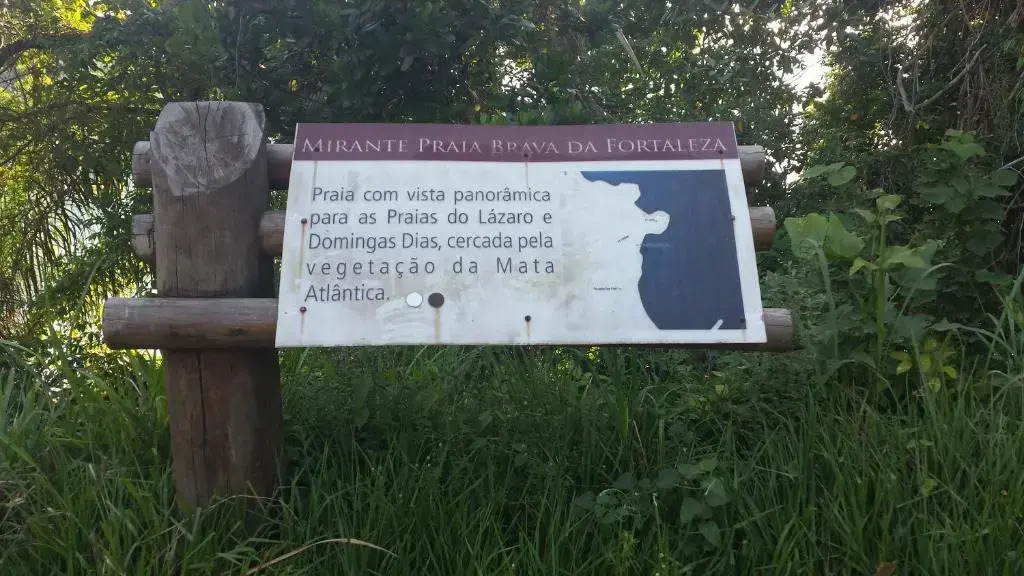 MIRANTE PRAIA BRAVA DA FORTALEZA
Praia com vista panorâmica
para as Praias do Lázaro e
Domingas Dias, cercada pela
vegetação da Mata
Atlântica.